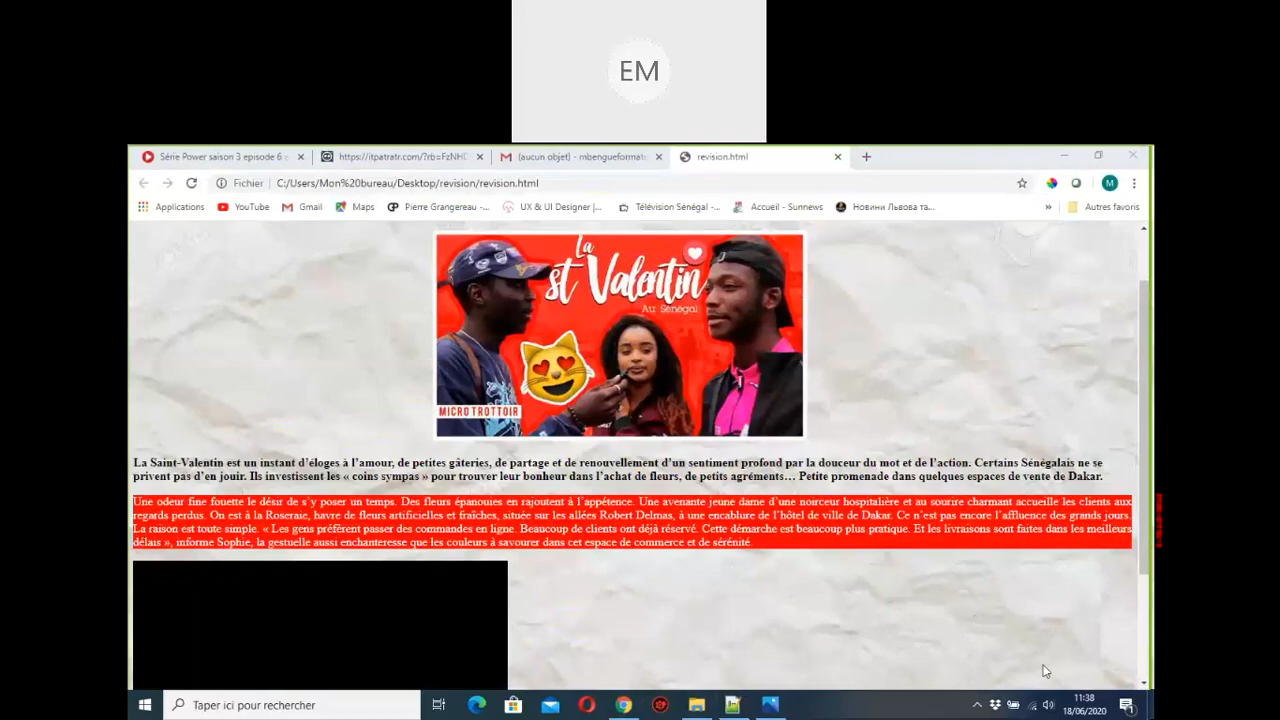 EM
Série Power saison 3 episode 6
https://itpatratr.com/?rb=FzNH
(aucun objet) - mbengueformat
revision.html
Fichier
C:/Users/Mon%20bureau/Desktop/revision/revision.html
M
Applications
YouTube
Gmail
Maps
Pierre Grangereau -...
UX & UI Designer |...
Télévision Sénégal -...
Accueil - Sunnews
Новини Львова та...
»
Autres favoris
La
st Valentin
Au Sénégal
MICRO TROTTOIR
La Saint-Valentin est un instant d’éloges à l’amour, de petites gâteries, de partage et de renouvellement d’un sentiment profond par la douceur du mot et de l’action. Certains Sénégalais ne se
privent pas d’en jouir. Ils investissent les « coins sympas » pour trouver leur bonheur dans l’achat de fleurs, de petits agréments… Petite promenade dans quelques espaces de vente de Dakar.
Une odeur fine fouette le désir de s’y poser un temps. Des fleurs épanouies en rajoutent à l’appétence. Une avenante jeune dame d’une noirceur hospitalière et au sourire charmant accueille les clients aux
regards perdus. On est à la Roseraie, havre de fleurs artificielles et fraîches, située sur les allées Robert Delmas, à une encablure de l’hôtel de ville de Dakar. Ce n’est pas encore l’affluence des grands jours.
La raison est toute simple. « Les gens préfèrent passer des commandes en ligne. Beaucoup de clients ont déjà réservé. Cette démarche est beaucoup plus pratique. Et les livraisons sont faites dans les meilleurs
délais », informe Sophie, la gestuelle aussi enchanteresse que les couleurs à savourer dans cet espace de commerce et de sérénité.
Taper ici pour rechercher
11:38
18/06/2020